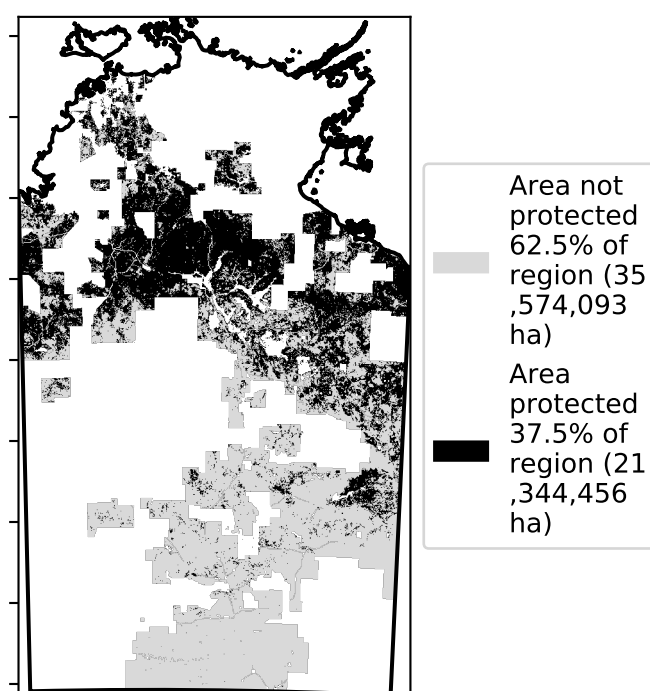 Area not
protected
62.5% of
region (35
,574,093
ha)
Area
protected
37.5% of
region (21
,344,456
ha)